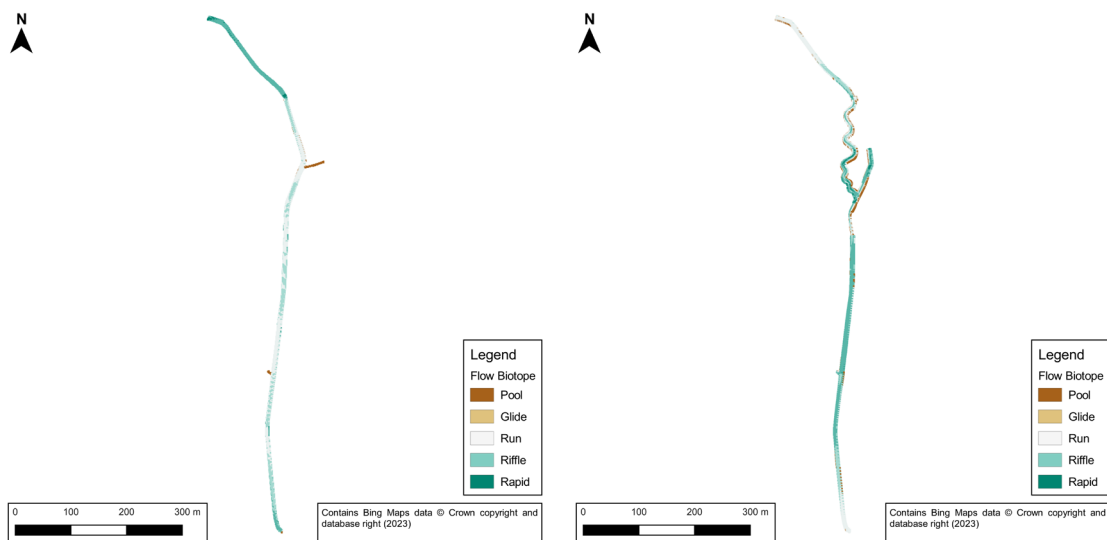 N
Legend
Flow Biotope
Pool
Glide
Run
Riffle
Rapid
0 100 200 300 m
Contains Bing Maps data © Crown copyright and
database right (2023)
N
Legend
Flow Biotope
Pool
Glide
Run
Riffle
Rapid
0 100 200 300 m
Contains Bing Maps data © Crown copyright and
database right (2023)